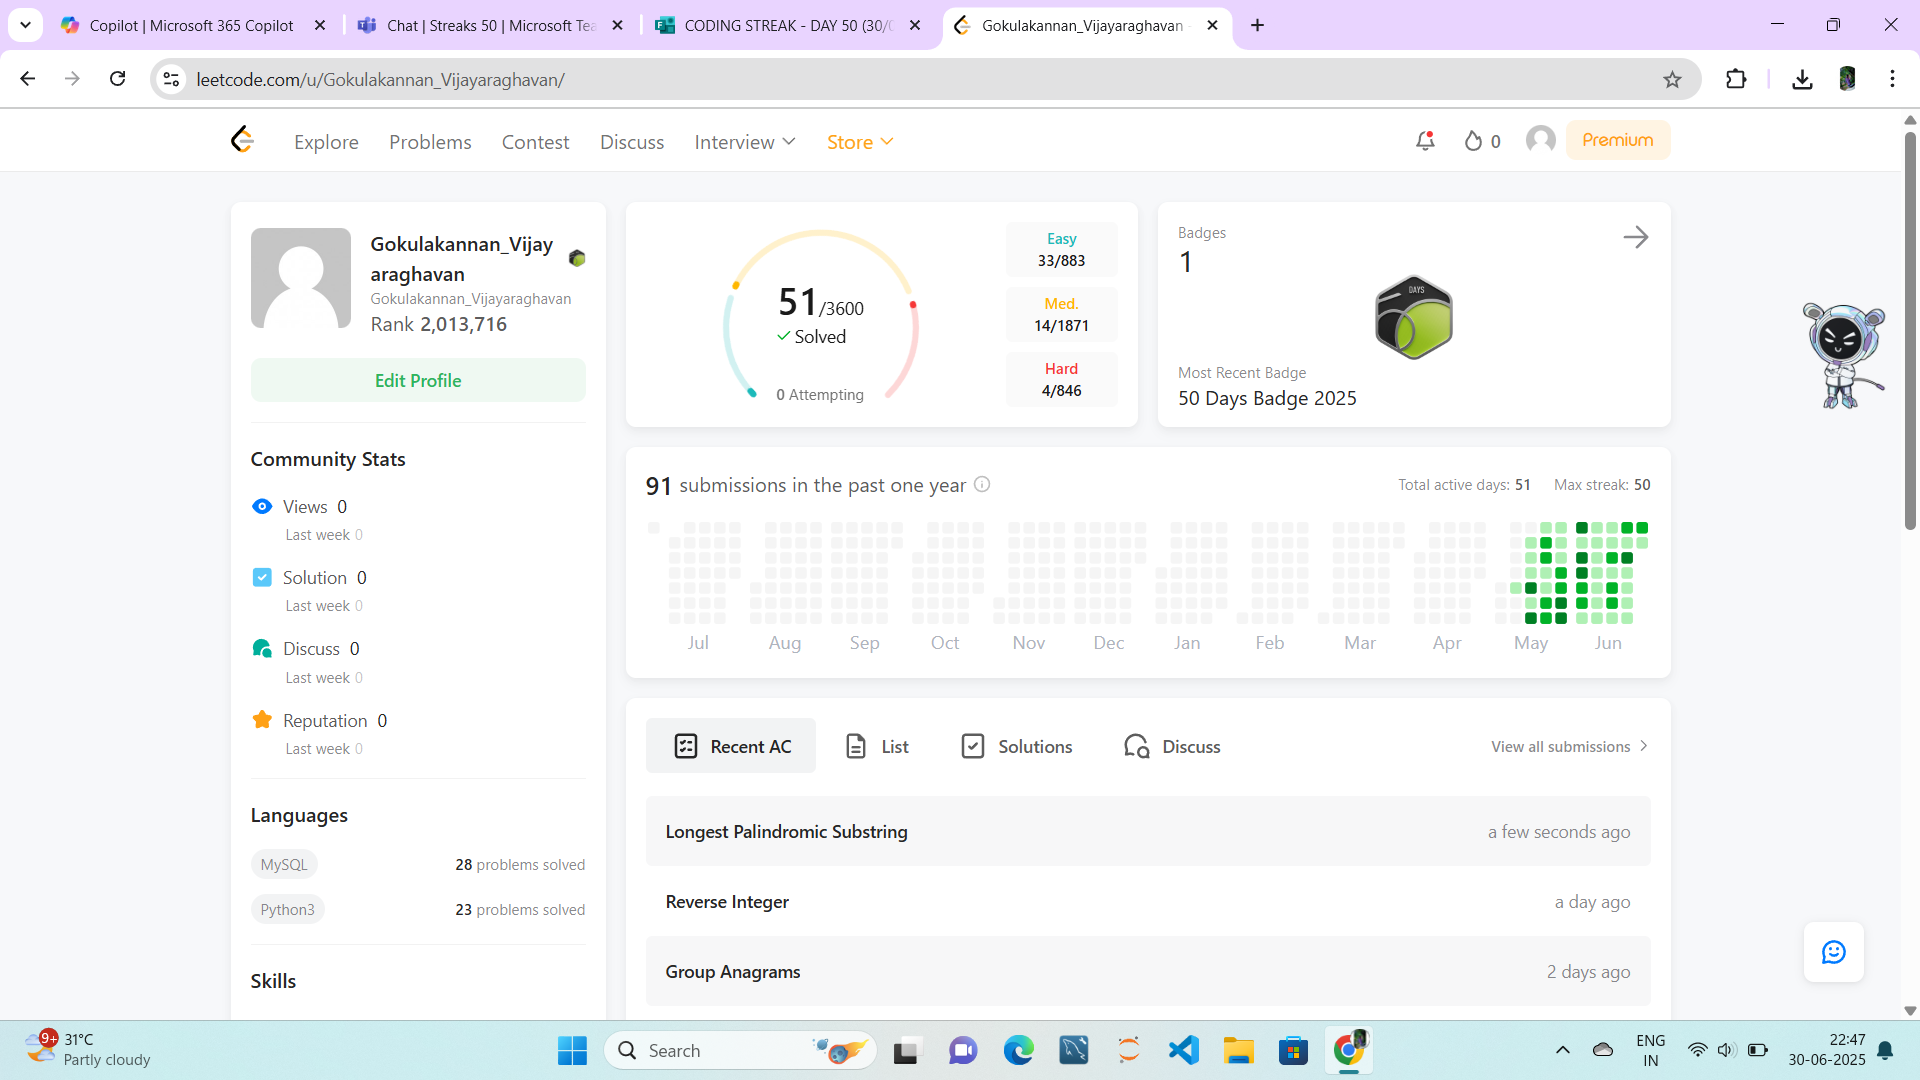 Copilot | Microsoft 365 Copilot
Chat | Streaks 50 | Microsoft Tea
CODING STREAK - DAY 50 (30/0
Gokulakannan_Vijayaraghavan -
leetcode.com/u/Gokulakannan_Vijayaraghavan/
Explore Problems Contest Discuss Interview Store 0 Premium
Gokulakannan_Vijay
araghavan
Gokulakannan_Vijayaraghavan
Rank 2,013,716
Edit Profile
Community Stats
Views 0
Last week 0
Solution 0
Last week 0
Discuss 0
Last week 0
Reputation 0
Last week 0
Languages
MySQL 28 problems solved
Python3 23 problems solved
Skills
51/3600
Solved
0 Attempting
Easy
33/883
Med.
14/1871
Hard
4/846
Badges
1
DAYS
Most Recent Badge
50 Days Badge 2025
91 submissions in the past one year Total active days: 51 Max streak: 50
Jul Aug Sep Oct Nov Dec Jan Feb Mar Apr May Jun
Recent AC List Solutions Discuss View all submissions
Longest Palindromic Substring a few seconds ago
Reverse Integer a day ago
Group Anagrams 2 days ago
9+
31°C
Partly cloudy
Search
ENG
IN
22:47
30-06-2025